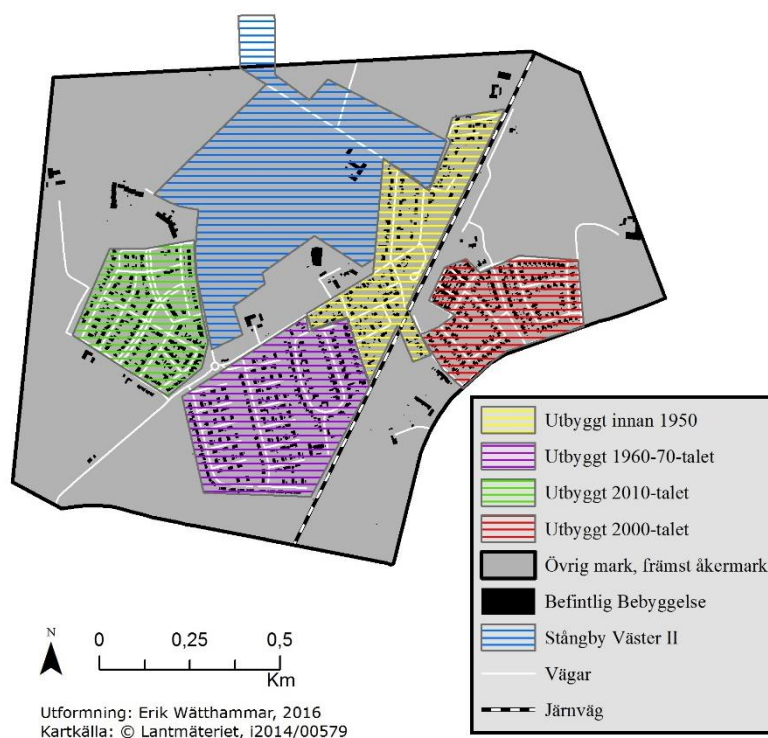 Utbyggt innan 1950
Utbyggt 1960-70-talet
Utbyggt 2010-talet
Utbyggt 2000-talet
Övrig mark, främst åkermark
Befintlig Bebyggelse
Stångby Väster II
Vägar
Järnväg
N
0 0,25 0,5
Km
Utformning: Erik Wätthammar, 2016
Kartkälla: © Lantmäteriet, i2014/00579